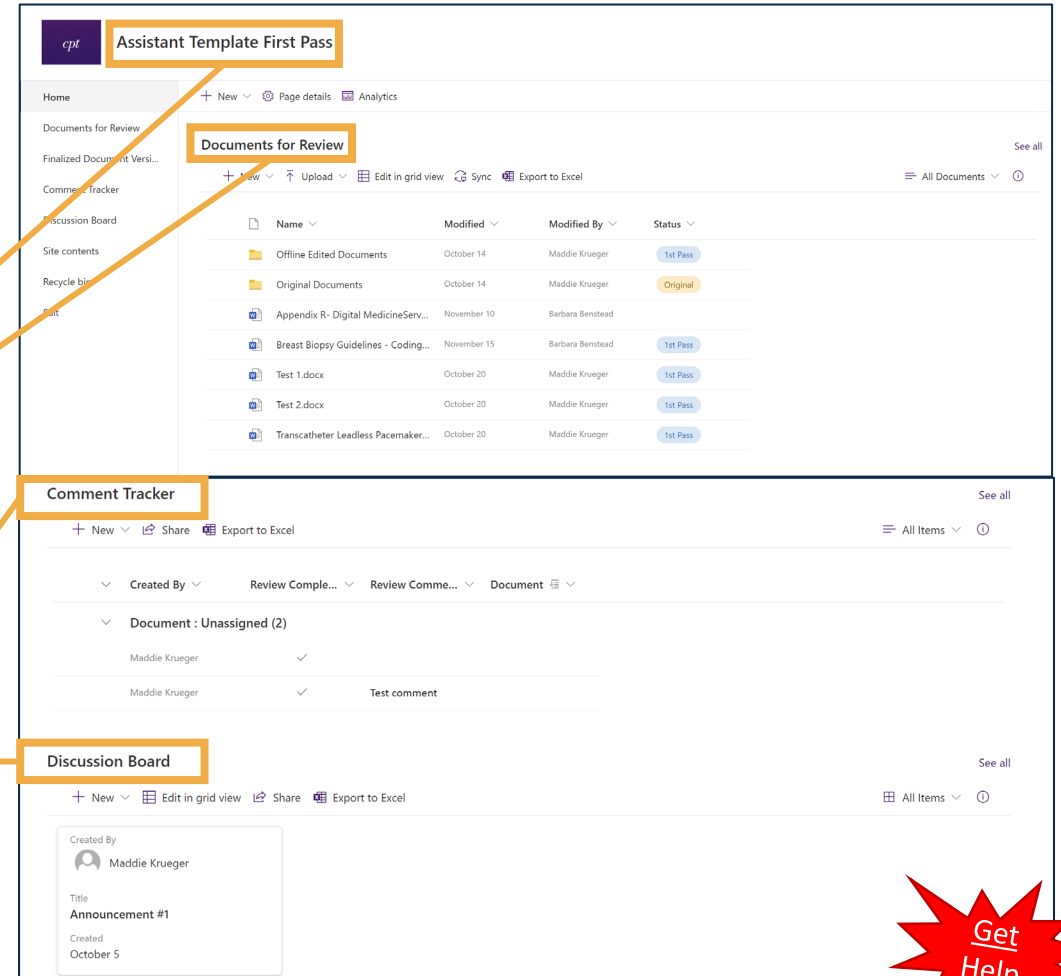 cpt
Assistant Template First Pass
Home
Documents for Review
Finalized Document Versi...
Comment Tracker
Discussion Board
Site contents
Recycle bin
Edit
New Page details Analytics
Documents for Review
See all
New Upload Edit in grid view Sync Export to Excel
All Documents
Name Modified Modified By Status
Offline Edited Documents October 14 Maddie Krueger 1st Pass
Original Documents October 14 Maddie Krueger Original
Appendix R- Digital MedicineServ... November 10 Barbara Benstead
Breast Biopsy Guidelines - Coding... November 15 Barbara Benstead 1st Pass
Test 1.docx October 20 Maddie Krueger 1st Pass
Test 2.docx October 20 Maddie Krueger 1st Pass
Transcatheter Leadless Pacemaker... October 20 Maddie Krueger 1st Pass
Comment Tracker
See all
New Share Export to Excel
All Items
Created By Review Comple... Review Comme... Document
Document : Unassigned (2)
Maddie Krueger
Maddie Krueger Test comment
Discussion Board
See all
New Edit in grid view Share Export to Excel
All Items
Created By
Maddie Krueger
Title
Announcement #1
Created
October 5
Get
Help